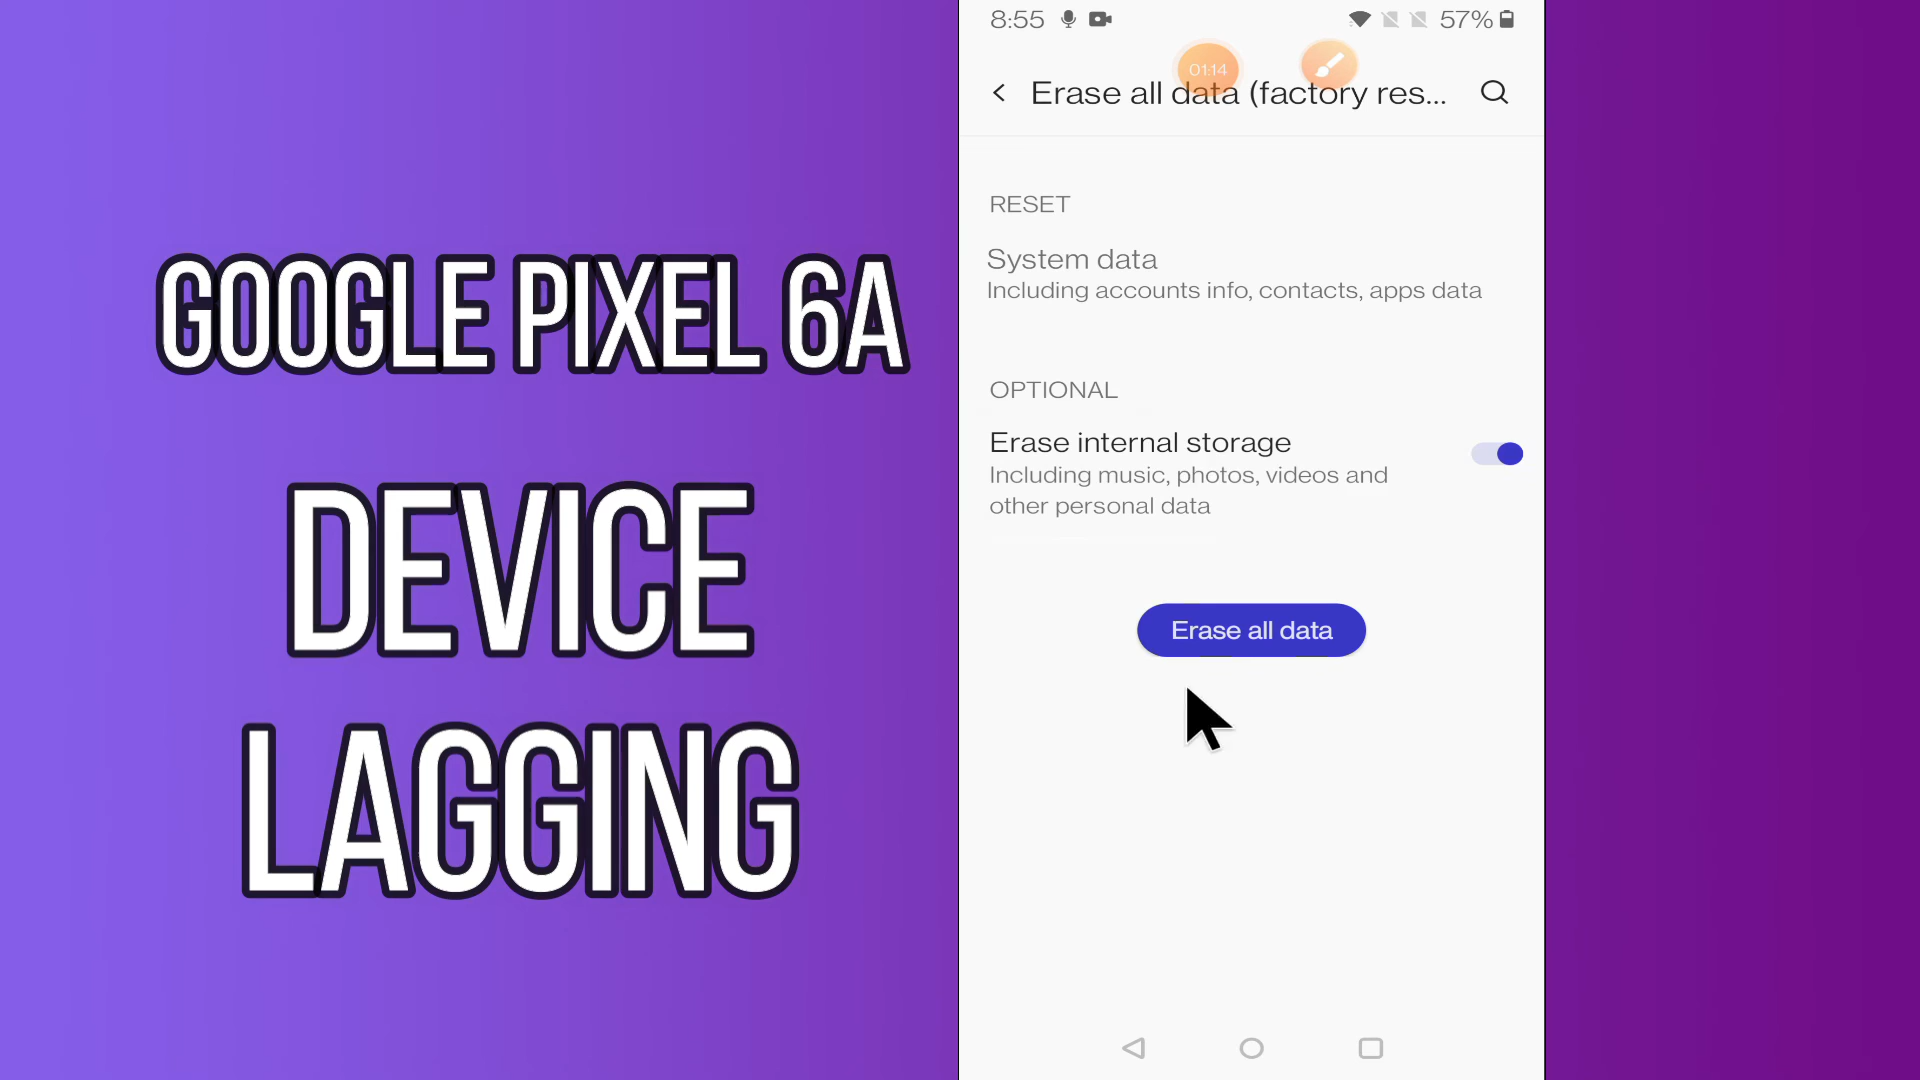 GOOGLE PIXEL 6A
DEVICE
LAGGING
8:55
57%
01:14
Erase all data (factory res...
RESET
System data
Including accounts info, contacts, apps data
OPTIONAL
Erase internal storage
Including music, photos, videos and
other personal data
Erase all data